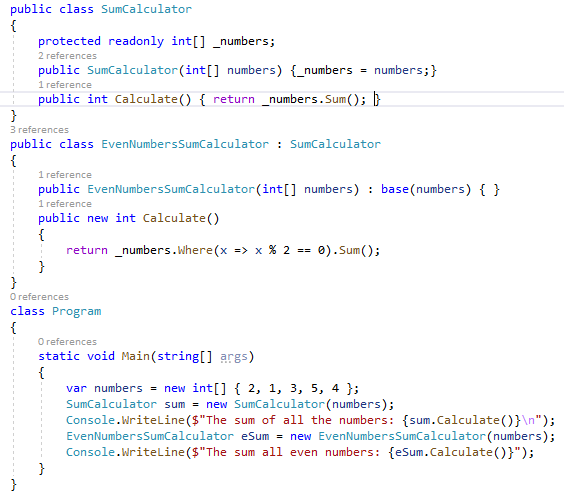 public class SumCalculator
{
protected readonly int[] _numbers;
2 references
public SumCalculator(int[] numbers) {_numbers = numbers;}
1 reference
public int Calculate() { return _numbers.Sum(); }
}
3 references
public class EvenNumbersSumCalculator : SumCalculator
{
1 reference
public EvenNumbersSumCalculator(int[] numbers) : base(numbers) { }
1 reference
public new int Calculate()
{
return _numbers.Where(x => x % 2 == 0).Sum();
}
}
0 references
class Program
{
0 references
static void Main(string[] args)
{
var numbers = new int[] { 2, 1, 3, 5, 4 };
SumCalculator sum = new SumCalculator(numbers);
Console.WriteLine($"The sum of all the numbers: {sum.Calculate()}\n");
EvenNumbersSumCalculator eSum = new EvenNumbersSumCalculator(numbers);
Console.WriteLine($"The sum all even numbers: {eSum.Calculate()}");
}
}